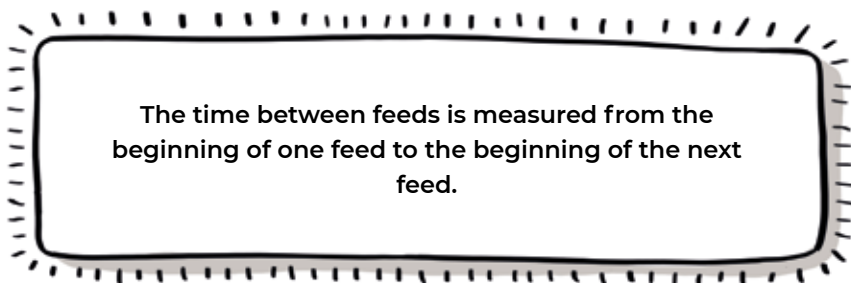 The time between feeds is measured from the
beginning of one feed to the beginning of the next
feed.